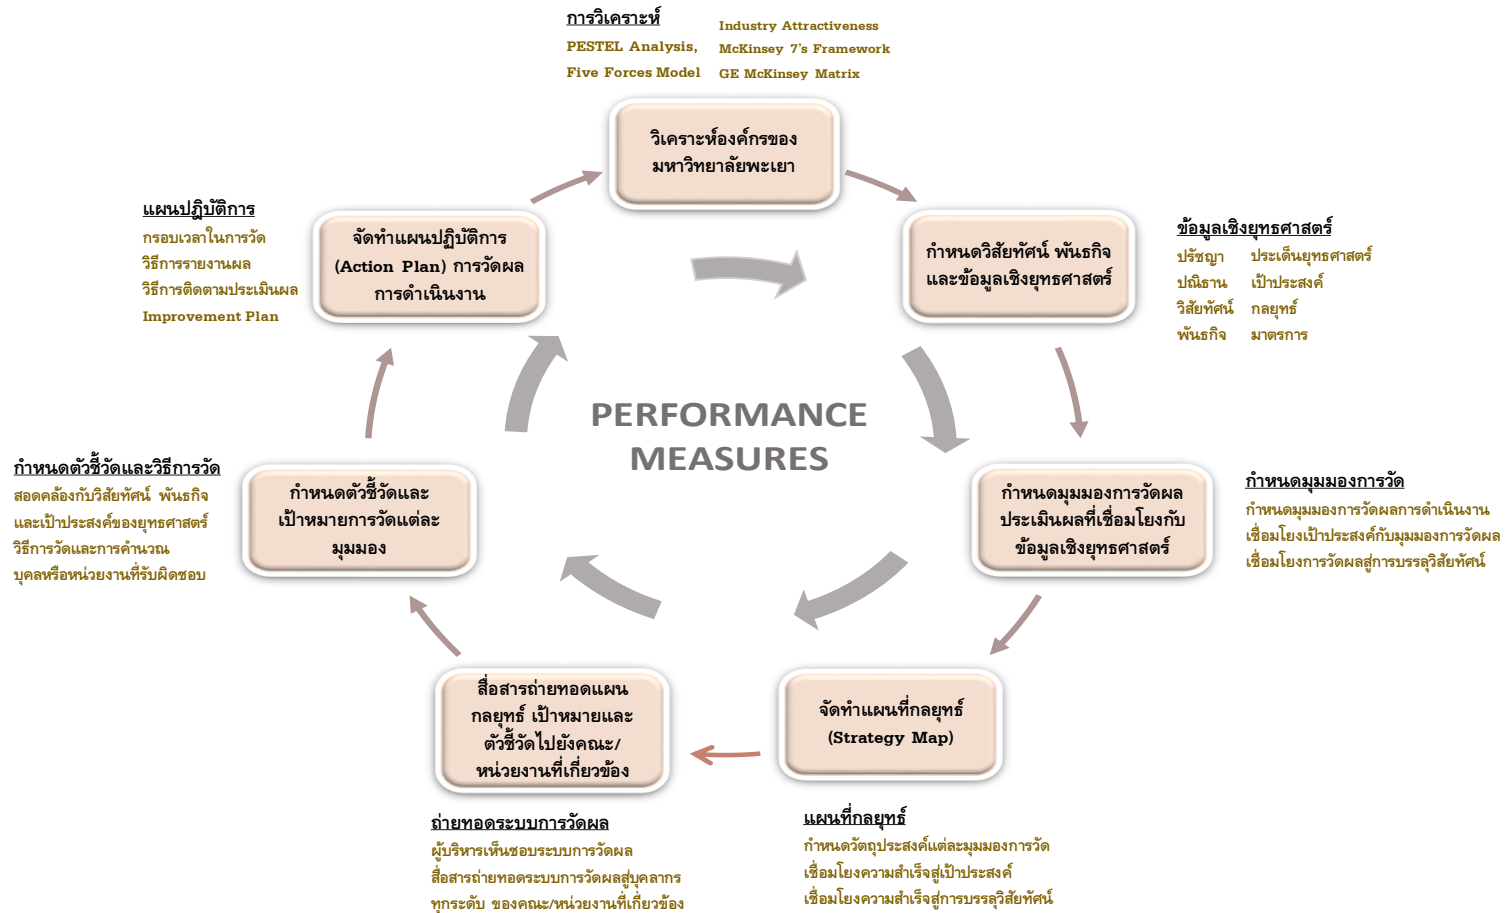 การวิเคราะห์
PESTEL Analysis,
Five Forces Model
Industry Attractiveness
McKinsey 7's Framework
GE McKinsey Matrix
วิเคราะห์องค์กรของ
มหาวิทยาลัยพะเยา
กำหนดวิสัยทัศน์ พันธกิจ
และข้อมูลเชิงยุทธศาสตร์
ข้อมูลเชิงยุทธศาสตร์
ปรัชญา ประเด็นยุทธศาสตร์
ปณิธาน เป้าประสงค์
วิสัยทัศน์ กลยุทธ์
พันธกิจ มาตรการ
กำหนดมุมมองการวัดผล
ประเมินผลที่เชื่อมโยงกับ
ข้อมูลเชิงยุทธศาสตร์
กำหนดมุมมองการวัด
กำหนดมุมมองการวัดผลการดำเนินงาน
เชื่อมโยงเป้าประสงค์กับมุมมองการวัดผล
เชื่อมโยงการวัดผลสู่การบรรลุวิสัยทัศน์
จัดทำแผนที่กลยุทธ์
(Strategy Map)
แผนที่กลยุทธ์
กำหนดวัตถุประสงค์แต่ละมุมมองการวัด
เชื่อมโยงความสำเร็จสู่เป้าประสงค์
เชื่อมโยงความสำเร็จสู่การบรรลุวิสัยทัศน์
สื่อสารถ่ายทอดแผน
กลยุทธ์ เป้าหมายและ
ตัวชี้วัดไปยังคณะ/
หน่วยงานที่เกี่ยวข้อง
ถ่ายทอดระบบการวัดผล
ผู้บริหารเห็นชอบระบบการวัดผล
สื่อสารถ่ายทอดระบบการวัดผลสู่บุคลากร
ทุกระดับ ของคณะ/หน่วยงานที่เกี่ยวข้อง
กำหนดตัวชี้วัดและ
เป้าหมายการวัดแต่ละ
มุมมอง
กำหนดตัวชี้วัดและวิธีการวัด
สอดคล้องกับวิสัยทัศน์ พันธกิจ
และเป้าประสงค์ของยุทธศาสตร์
วิธีการวัดและการคำนวณ
บุคลหรือหน่วยงานที่รับผิดชอบ
จัดทำแผนปฏิบัติการ
(Action Plan) การวัดผล
การดำเนินงาน
แผนปฏิบัติการ
กรอบเวลาในการวัด
วิธีการรายงานผล
วิธีการติดตามประเมินผล
Improvement Plan
PERFORMANCE
MEASURES